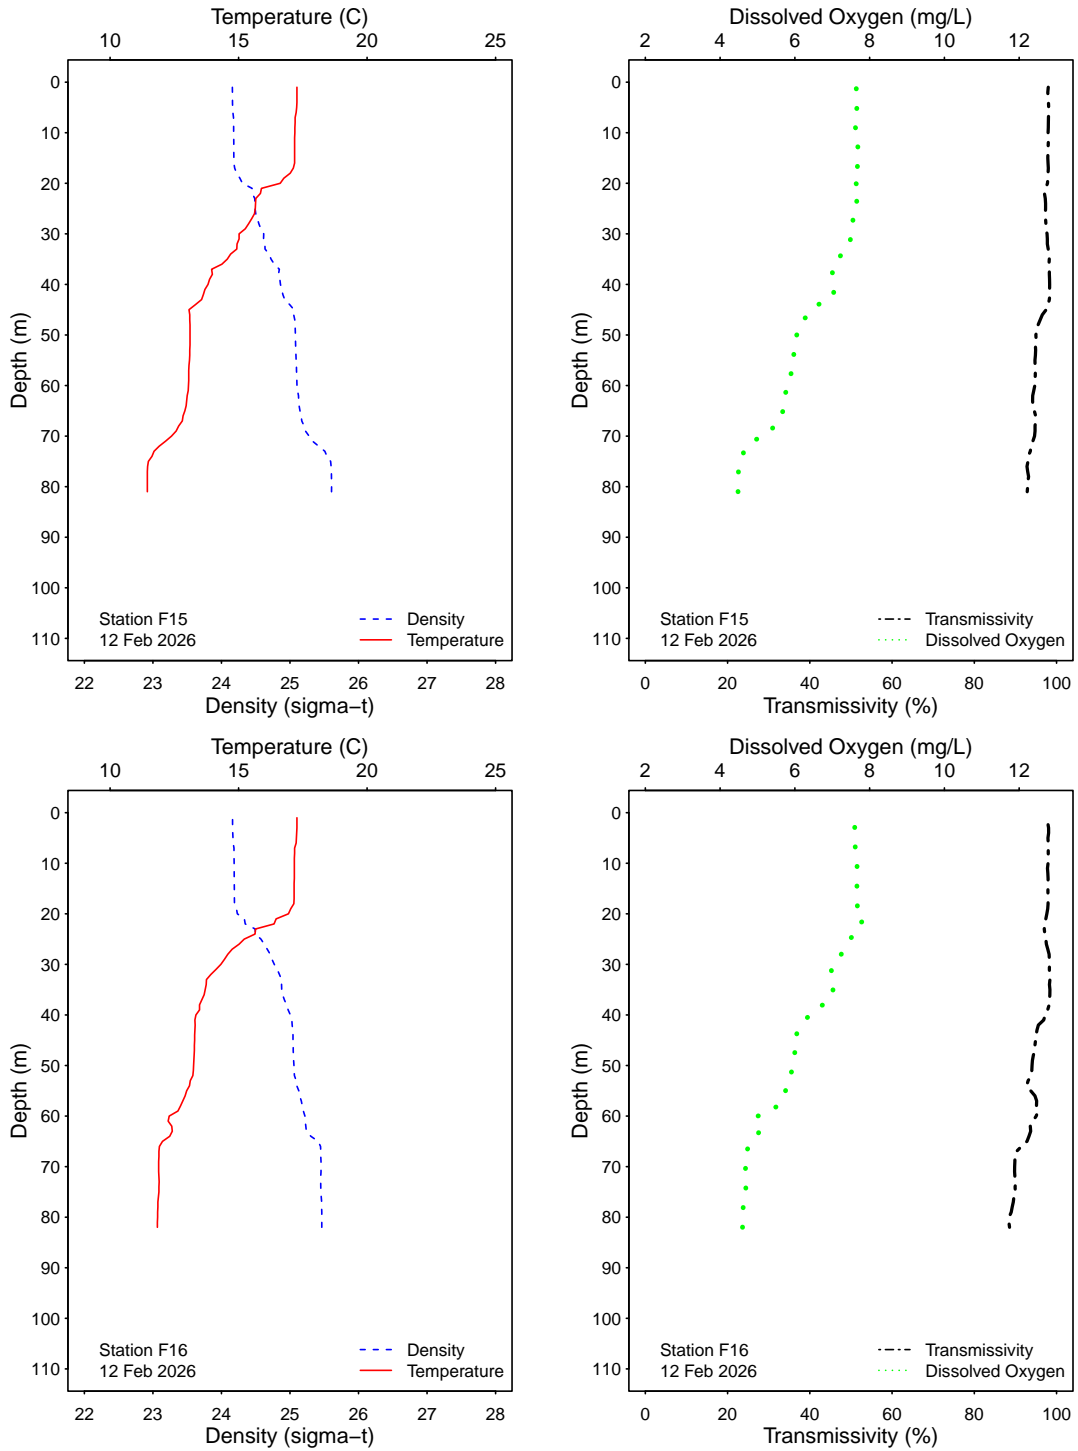 Temperature (C)
10 15 20 25
0
10
20
30
40
50
60
70
80
90
100
110
Depth (m)
Station F15
12 Feb 2026
Density
Temperature
22 23 24 25 26 27 28
Density (sigma−t)
Dissolved Oxygen (mg/L)
2 4 6 8 10 12
0
10
20
30
40
50
60
70
80
90
100
110
Depth (m)
Station F15
12 Feb 2026
Transmissivity
Dissolved Oxygen
0 20 40 60 80 100
Transmissivity (%)
Temperature (C)
10 15 20 25
0
10
20
30
40
50
60
70
80
90
100
110
Depth (m)
Station F16
12 Feb 2026
Density
Temperature
22 23 24 25 26 27 28
Density (sigma−t)
Dissolved Oxygen (mg/L)
2 4 6 8 10 12
0
10
20
30
40
50
60
70
80
90
100
110
Depth (m)
Station F16
12 Feb 2026
Transmissivity
Dissolved Oxygen
0 20 40 60 80 100
Transmissivity (%)